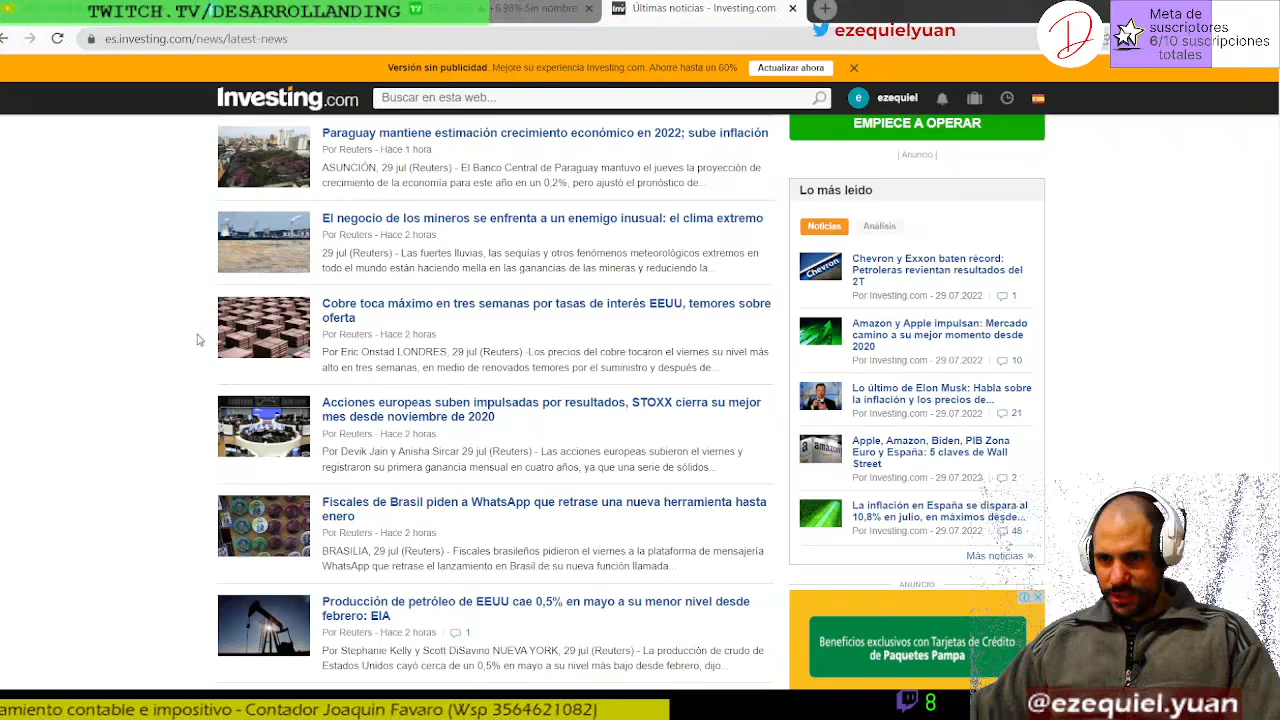 TWITCH.TV/DESARROLLANDING
+6.98% Sin nombre
Últimas noticias - Investing.com
es.investing.com/news/latest-news
ezequielyuan
Meta de
suscriptores
6/10 suscripciones
totales
Versión sin publicidad. Mejore su experiencia Investing.com. Ahorre hasta un 60%
Actualizar ahora
Investing.com
Buscar en esta web...
e
ezequiel
Paraguay mantiene estimación crecimiento económico en 2022; sube inflación
Por Reuters - Hace 1 hora
ASUNCIÓN, 29 jul (Reuters) - El Banco Central de Paraguay mantuvo el jueves la proyección de
crecimiento de la economía para este año en un 0,2%, pero ajustó el pronóstico de...
El negocio de los mineros se enfrenta a un enemigo inusual: el clima extremo
Por Reuters - Hace 2 horas
29 jul (Reuters) - Las fuertes lluvias, las sequías y otros fenómenos meteorológicos extremos en
todo el mundo están haciendo mella en las ganancias de las mineras y reduciendo la...
Cobre toca máximo en tres semanas por tasas de interés EEUU, temores sobre
oferta
Por Reuters - Hace 2 horas
Por Eric Onstad LONDRES, 29 jul (Reuters) -Los precios del cobre tocaron el viernes su nivel más
alto en tres semanas, en medio de renovados temores por el suministro y después de...
Acciones europeas suben impulsadas por resultados, STOXX cierra su mejor
mes desde noviembre de 2020
Por Reuters - Hace 2 horas
Por Devik Jain y Anisha Sircar 29 jul (Reuters) - Las acciones europeas subieron el viernes y
registraron su primera ganancia mensual en cuatro años, ya que una serie de sólidos...
Fiscales de Brasil piden a WhatsApp que retrase una nueva herramienta hasta
enero
Por Reuters - Hace 2 horas
BRASILIA, 29 jul (Reuters) - Fiscales brasileños pidieron el viernes a la plataforma de mensajería
WhatsApp que retrase el lanzamiento en Brasil de su nueva función llamada...
Producción de petróleo de EEUU cae 0,5% en mayo a su menor nivel desde
febrero: EIA
Por Reuters - Hace 2 horas
1
Por Stephanie Kelly y Scott DiSavino NUEVA YORK, 29 jul (Reuters) - La producción de crudo de
Estados Unidos cayó cerca de un 0,5% en mayo a su nivel más bajo desde febrero, dijo...
EMPIECE A OPERAR
| Anuncio |
Lo más leído
Noticias
Análisis
Chevron y Exxon baten récord:
Petroleras revientan resultados del
2T
Por Investing.com - 29.07.2022
1
Amazon y Apple impulsan: Mercado
camino a su mejor momento desde
2020
Por Investing.com - 29.07.2022
10
Lo último de Elon Musk: Habla sobre
la inflación y los precios de...
Por Investing.com - 29.07.2022
21
Apple, Amazon, Biden, PIB Zona
Euro y España: 5 claves de Wall
Street
Por Investing.com - 29.07.2022
2
La inflación en España se dispara al
10,8% en julio, en máximos desde...
Por Investing.com - 29.07.2022
48
Más noticias »
ANUNCIO
Beneficios exclusivos con Tarjetas de Crédito
de Paquetes Pampa
amiento contable e impositivo - Contador Joaquin Favaro (Wsp 3564621082)
8
@ezequiel.yuan